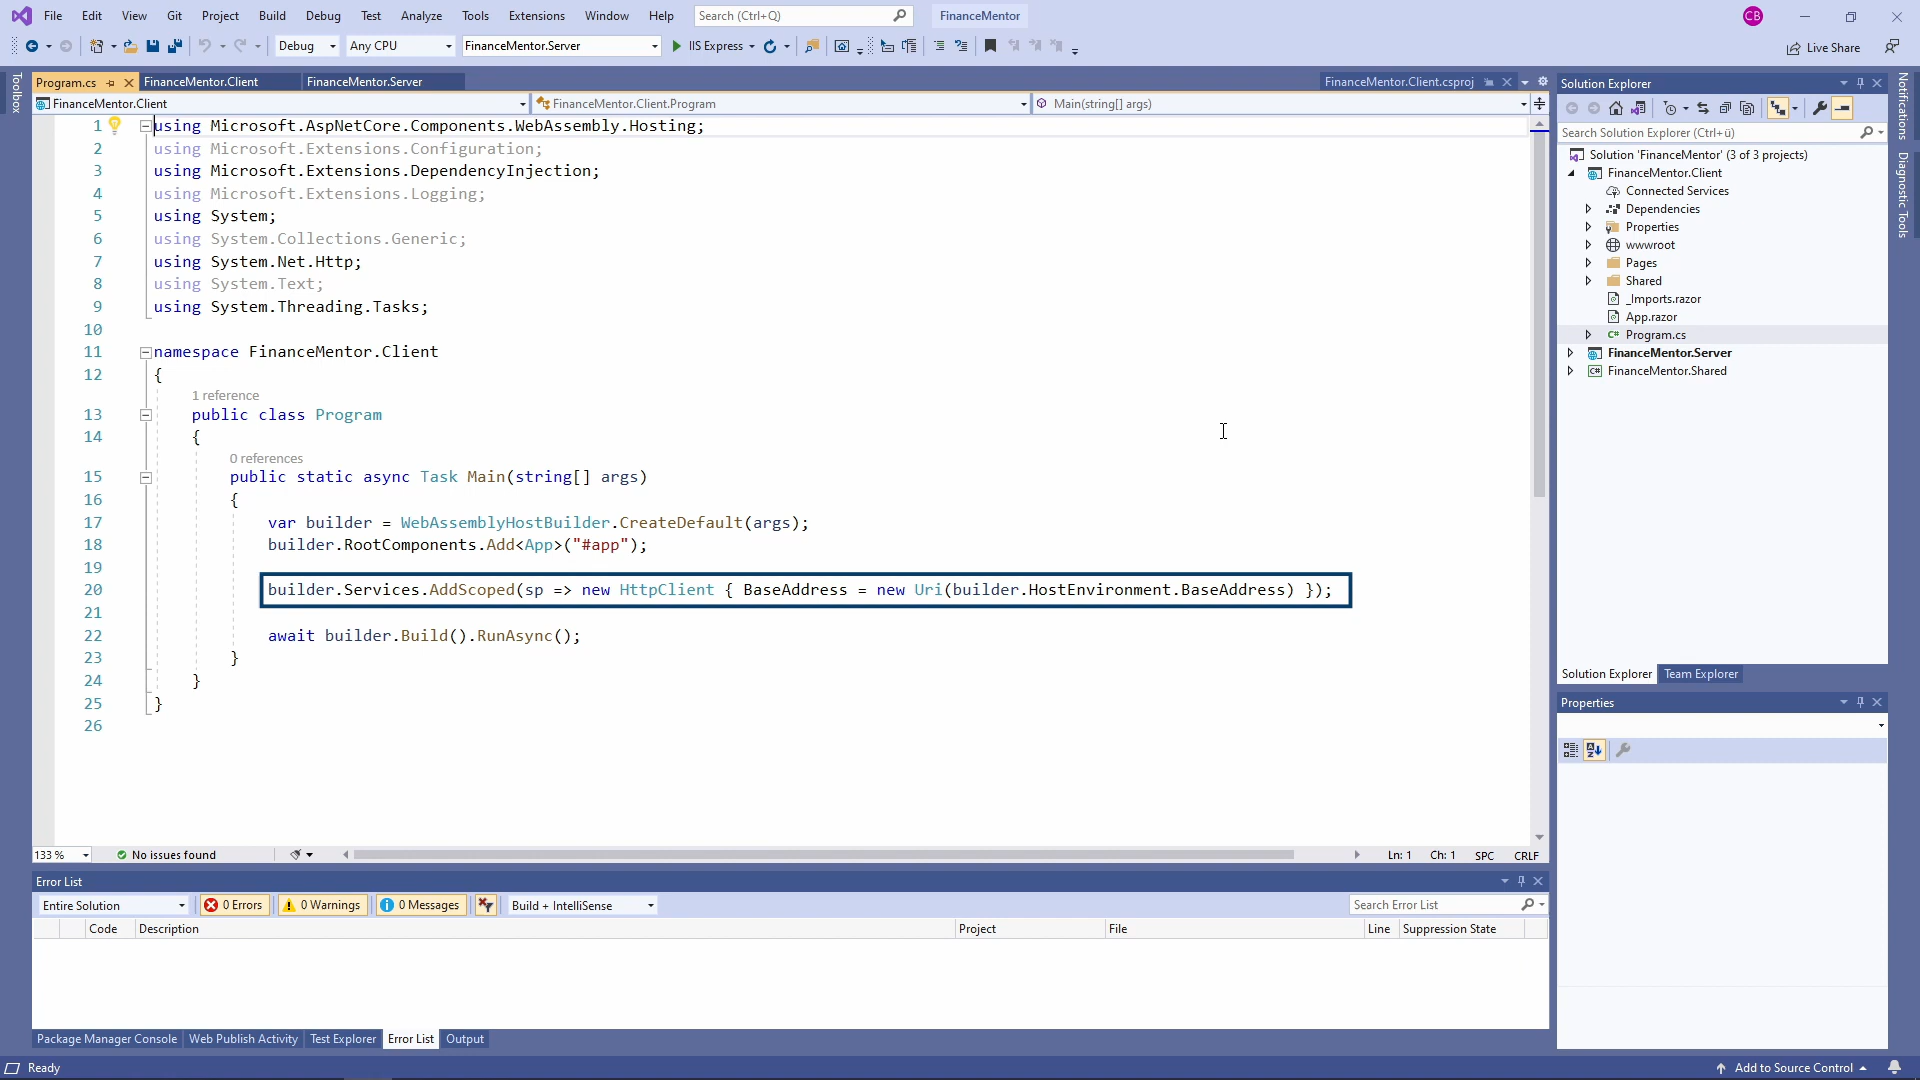 File Edit View Git Project Build Debug Test Analyze Tools Extensions Window Help Search (Ctrl+Q) FinanceMentor CB
Debug Any CPU FinanceMentor.Server IIS Express Live Share
Toolbox
Program.cs FinanceMentor.Client FinanceMentor.Server FinanceMentor.Client.csproj
FinanceMentor.Client FinanceMentor.Client.Program Main(string[] args)
1 using Microsoft.AspNetCore.Components.WebAssembly.Hosting;
2 using Microsoft.Extensions.Configuration;
3 using Microsoft.Extensions.DependencyInjection;
4 using Microsoft.Extensions.Logging;
5 using System;
6 using System.Collections.Generic;
7 using System.Net.Http;
8 using System.Text;
9 using System.Threading.Tasks;
10
11 namespace FinanceMentor.Client
12 {
1 reference
13 public class Program
14 {
0 references
15 public static async Task Main(string[] args)
16 {
17 var builder = WebAssemblyHostBuilder.CreateDefault(args);
18 builder.RootComponents.Add<App>("#app");
19
20 builder.Services.AddScoped(sp => new HttpClient { BaseAddress = new Uri(builder.HostEnvironment.BaseAddress) });
21
22 await builder.Build().RunAsync();
23 }
24 }
25 }
26
133 % No issues found Ln: 1 Ch: 1 SPC CRLF
Error List
Entire Solution 0 Errors 0 Warnings 0 Messages Build + IntelliSense Search Error List
Code Description Project File Line Suppression State
Package Manager Console Web Publish Activity Test Explorer Error List Output
Ready Add to Source Control
Solution Explorer
Search Solution Explorer (Ctrl+ü)
Solution 'FinanceMentor' (3 of 3 projects)
FinanceMentor.Client
Connected Services
Dependencies
Properties
wwwroot
Pages
Shared
_Imports.razor
App.razor
C# Program.cs
FinanceMentor.Server
C# FinanceMentor.Shared
Solution Explorer Team Explorer
Properties
Notifications
Diagnostic Tools